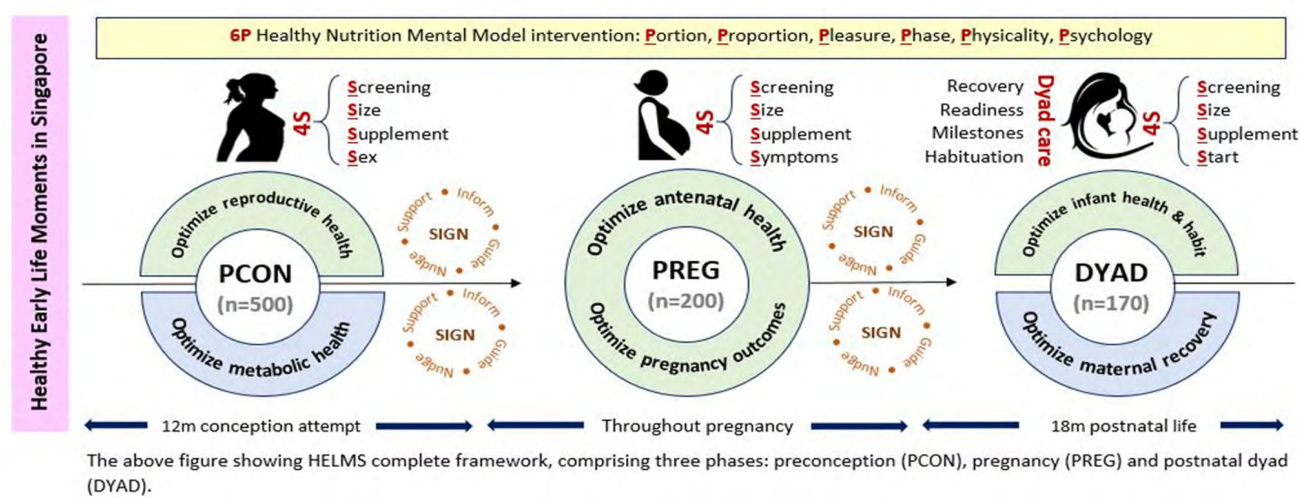 Healthy Early Life Moments in Singapore
6P Healthy Nutrition Mental Model intervention: Portion, Proportion, Pleasure, Phase, Physicality, Psychology
4S
Screening
Size
Supplement
Sex
4S
Screening
Size
Supplement
Symptoms
Recovery
Readiness
Milestones
Habituation
Dyad care
4S
Screening
Size
Supplement
Start
Optimize reproductive health
PCON
(n=500)
Optimize metabolic health
Support • Inform • Guide • Nudge •
SIGN
Support • Inform • Guide • Nudge •
SIGN
Optimize antenatal health
PREG
(n=200)
Optimize pregnancy outcomes
Support • Inform • Guide • Nudge •
SIGN
Support • Inform • Guide • Nudge •
SIGN
Optimize infant health & habit
DYAD
(n=170)
Optimize maternal recovery
12m conception attempt
Throughout pregnancy
18m postnatal life
The above figure showing HELMS complete framework, comprising three phases: preconception (PCON), pregnancy (PREG) and postnatal dyad
(DYAD).